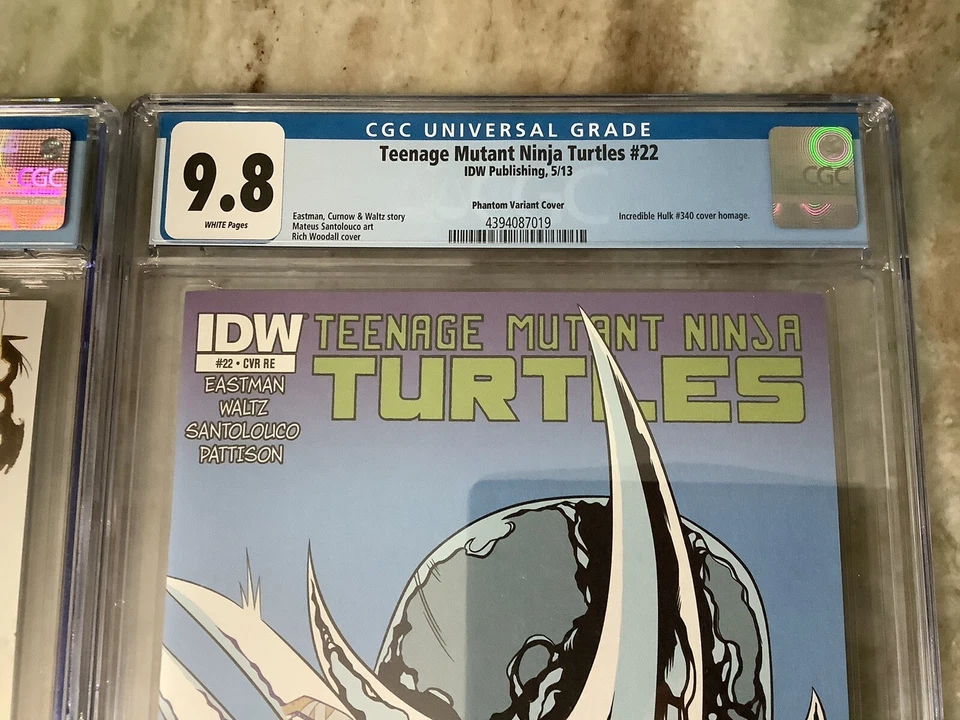 CGC UNIVERSAL GRADE
9.8
WHITE Pages
Teenage Mutant Ninja Turtles #22
IDW Publishing, 5/13
Phantom Variant Cover
4394087019
Eastman, Curnow & Waltz story
Mateus Santolouco art
Rich Woodall cover
Incredible Hulk #340 cover homage.
CGC
CGC
IDW
#22 • CVR RE
EASTMAN
WALTZ
SANTOLOUCO
PATTISON
TEENAGE MUTANT NINJA
TURTLES